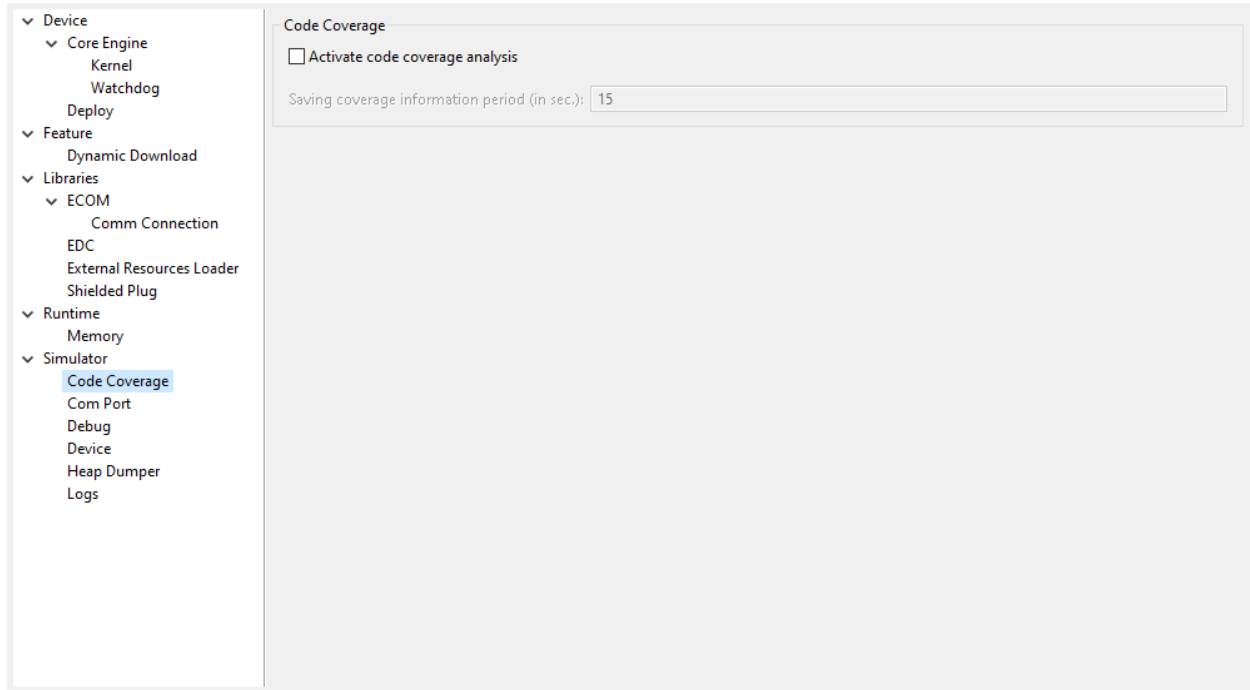 Device
Core Engine
Kernel
Watchdog
Deploy
Feature
Dynamic Download
Libraries
ECOM
Comm Connection
EDC
External Resources Loader
Shielded Plug
Runtime
Memory
Simulator
Code Coverage
Com Port
Debug
Device
Heap Dumper
Logs
Code Coverage
Activate code coverage analysis
Saving coverage information period (in sec.): 15